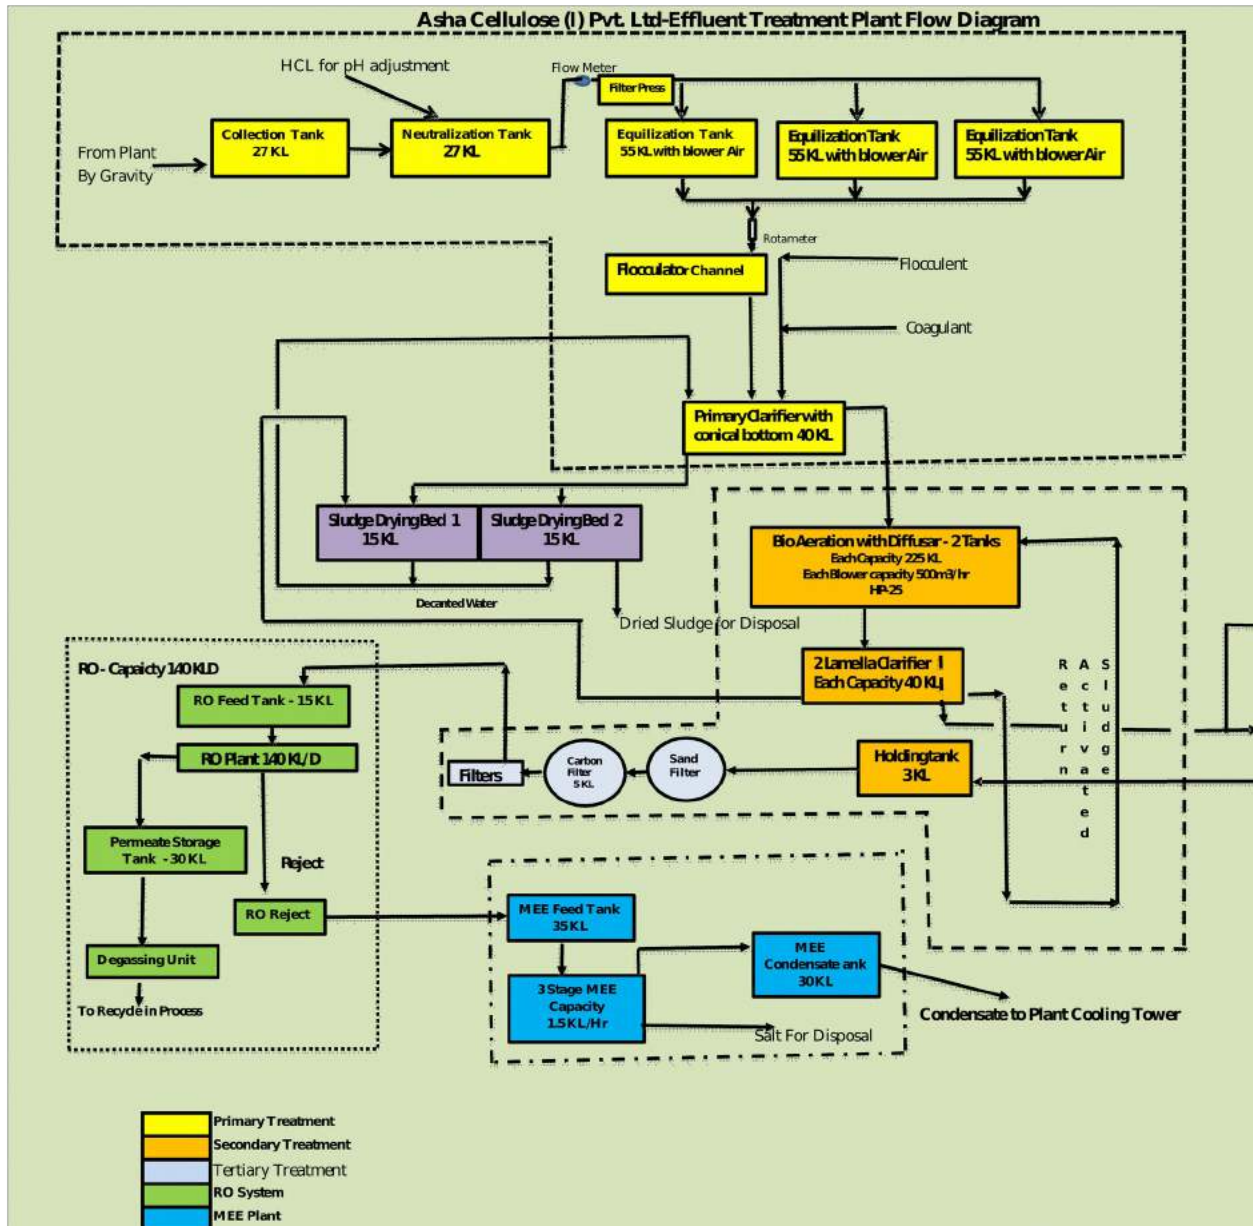 Asha Cellulose (I) Pvt. Ltd-Effluent Treatment Plant Flow Diagram
HCL for pH adjustment
Flow Meter
Filter Press
Collection Tank
27 KL
Neutralization Tank
27 KL
Equilization Tank
55 KL with blower Air
Equilization Tank
55 KL with blower Air
Equilization Tank
55 KL with blower Air
From Plant
By Gravity
Rotameter
Flocculator Channel
Flocculent
Coagulant
Primary Clarifier with
conical bottom 40 KL
Sludge Drying Bed 1
15 KL
Sludge Drying Bed 2
15 KL
Bio Aeration with Diffusar - 2 Tanks
Each Capacity 225 KL
Each Blower capacity 500m3/hr
HP-25
Decanted Water
Dried Sludge for Disposal
2 Lamella Clarifier
Each Capacity 40 KL
Return
Activated
Sludge
RO - Capaicty 140 KLD
RO Feed Tank - 15 KL
RO Plant 140 KL/D
Filters
Carbon
Filter
5 KL
Sand
Filter
Holding tank
3 KL
Permeate Storage
Tank - 30 KL
Reject
RO Reject
MEE Feed Tank
35 KL
MEE
Condensate ank
30 KL
Degassing Unit
3 Stage MEE
Capacity
1.5 KL/Hr
To Recycle in Process
Condensate to Plant Cooling Tower
Salt For Disposal
Primary Treatment
Secondary Treatment
Tertiary Treatment
RO System
MEE Plant